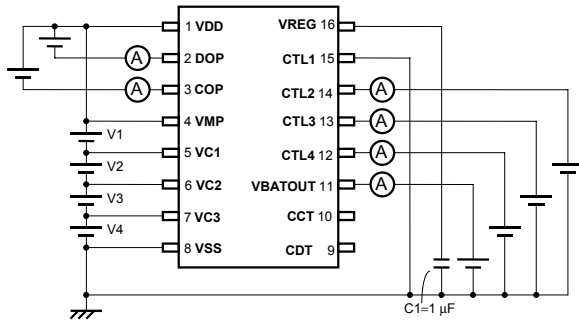 1 VDD
2 DOP
3 COP
4 VMP
5 VC1
6 VC2
7 VC3
8 VSS
VREG 16
CTL1 15
CTL2 14
CTL3 13
CTL4 12
VBATOUT 11
CCT 10
CDT 9
A
A
A
A
A
A
V1
V2
V3
V4
C1=1 μF